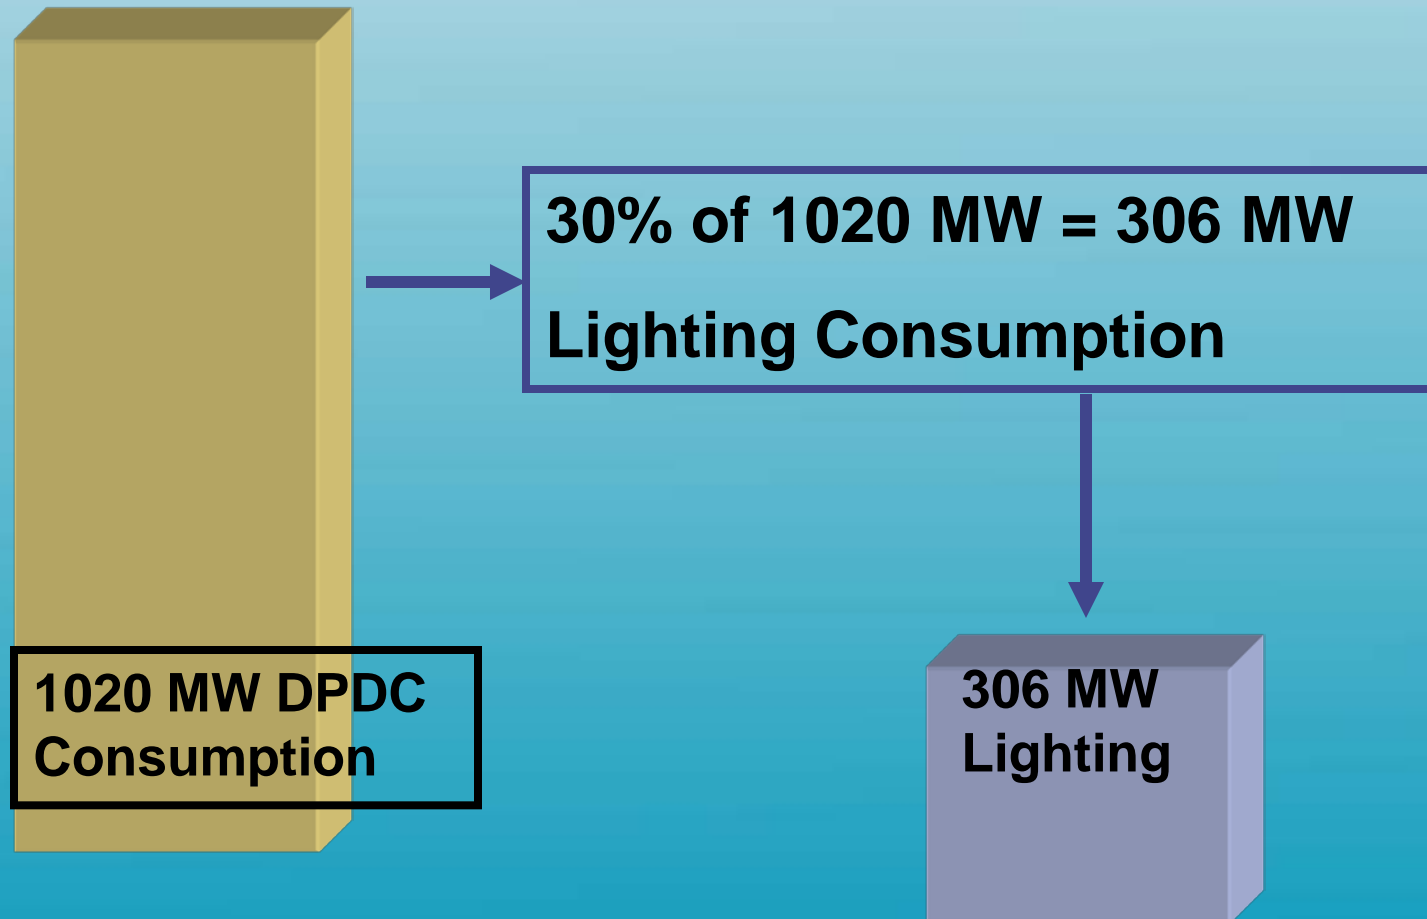 30% of 1020 MW = 306 MW
Lighting Consumption
1020 MW DPDC
Consumption
306 MW
Lighting